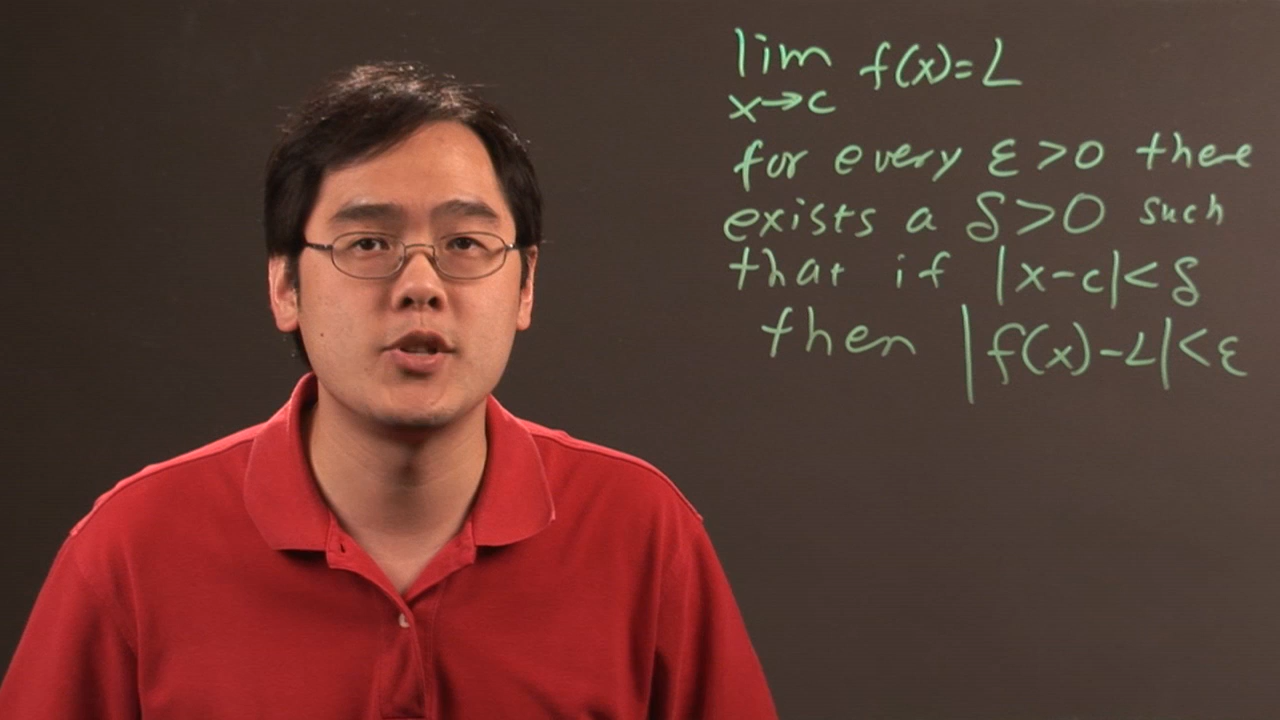 lim f(x)=L
x→c
for every ε>0 there
exists a δ>0 such
that if |x-c|<δ
then |f(x)-L|<ε